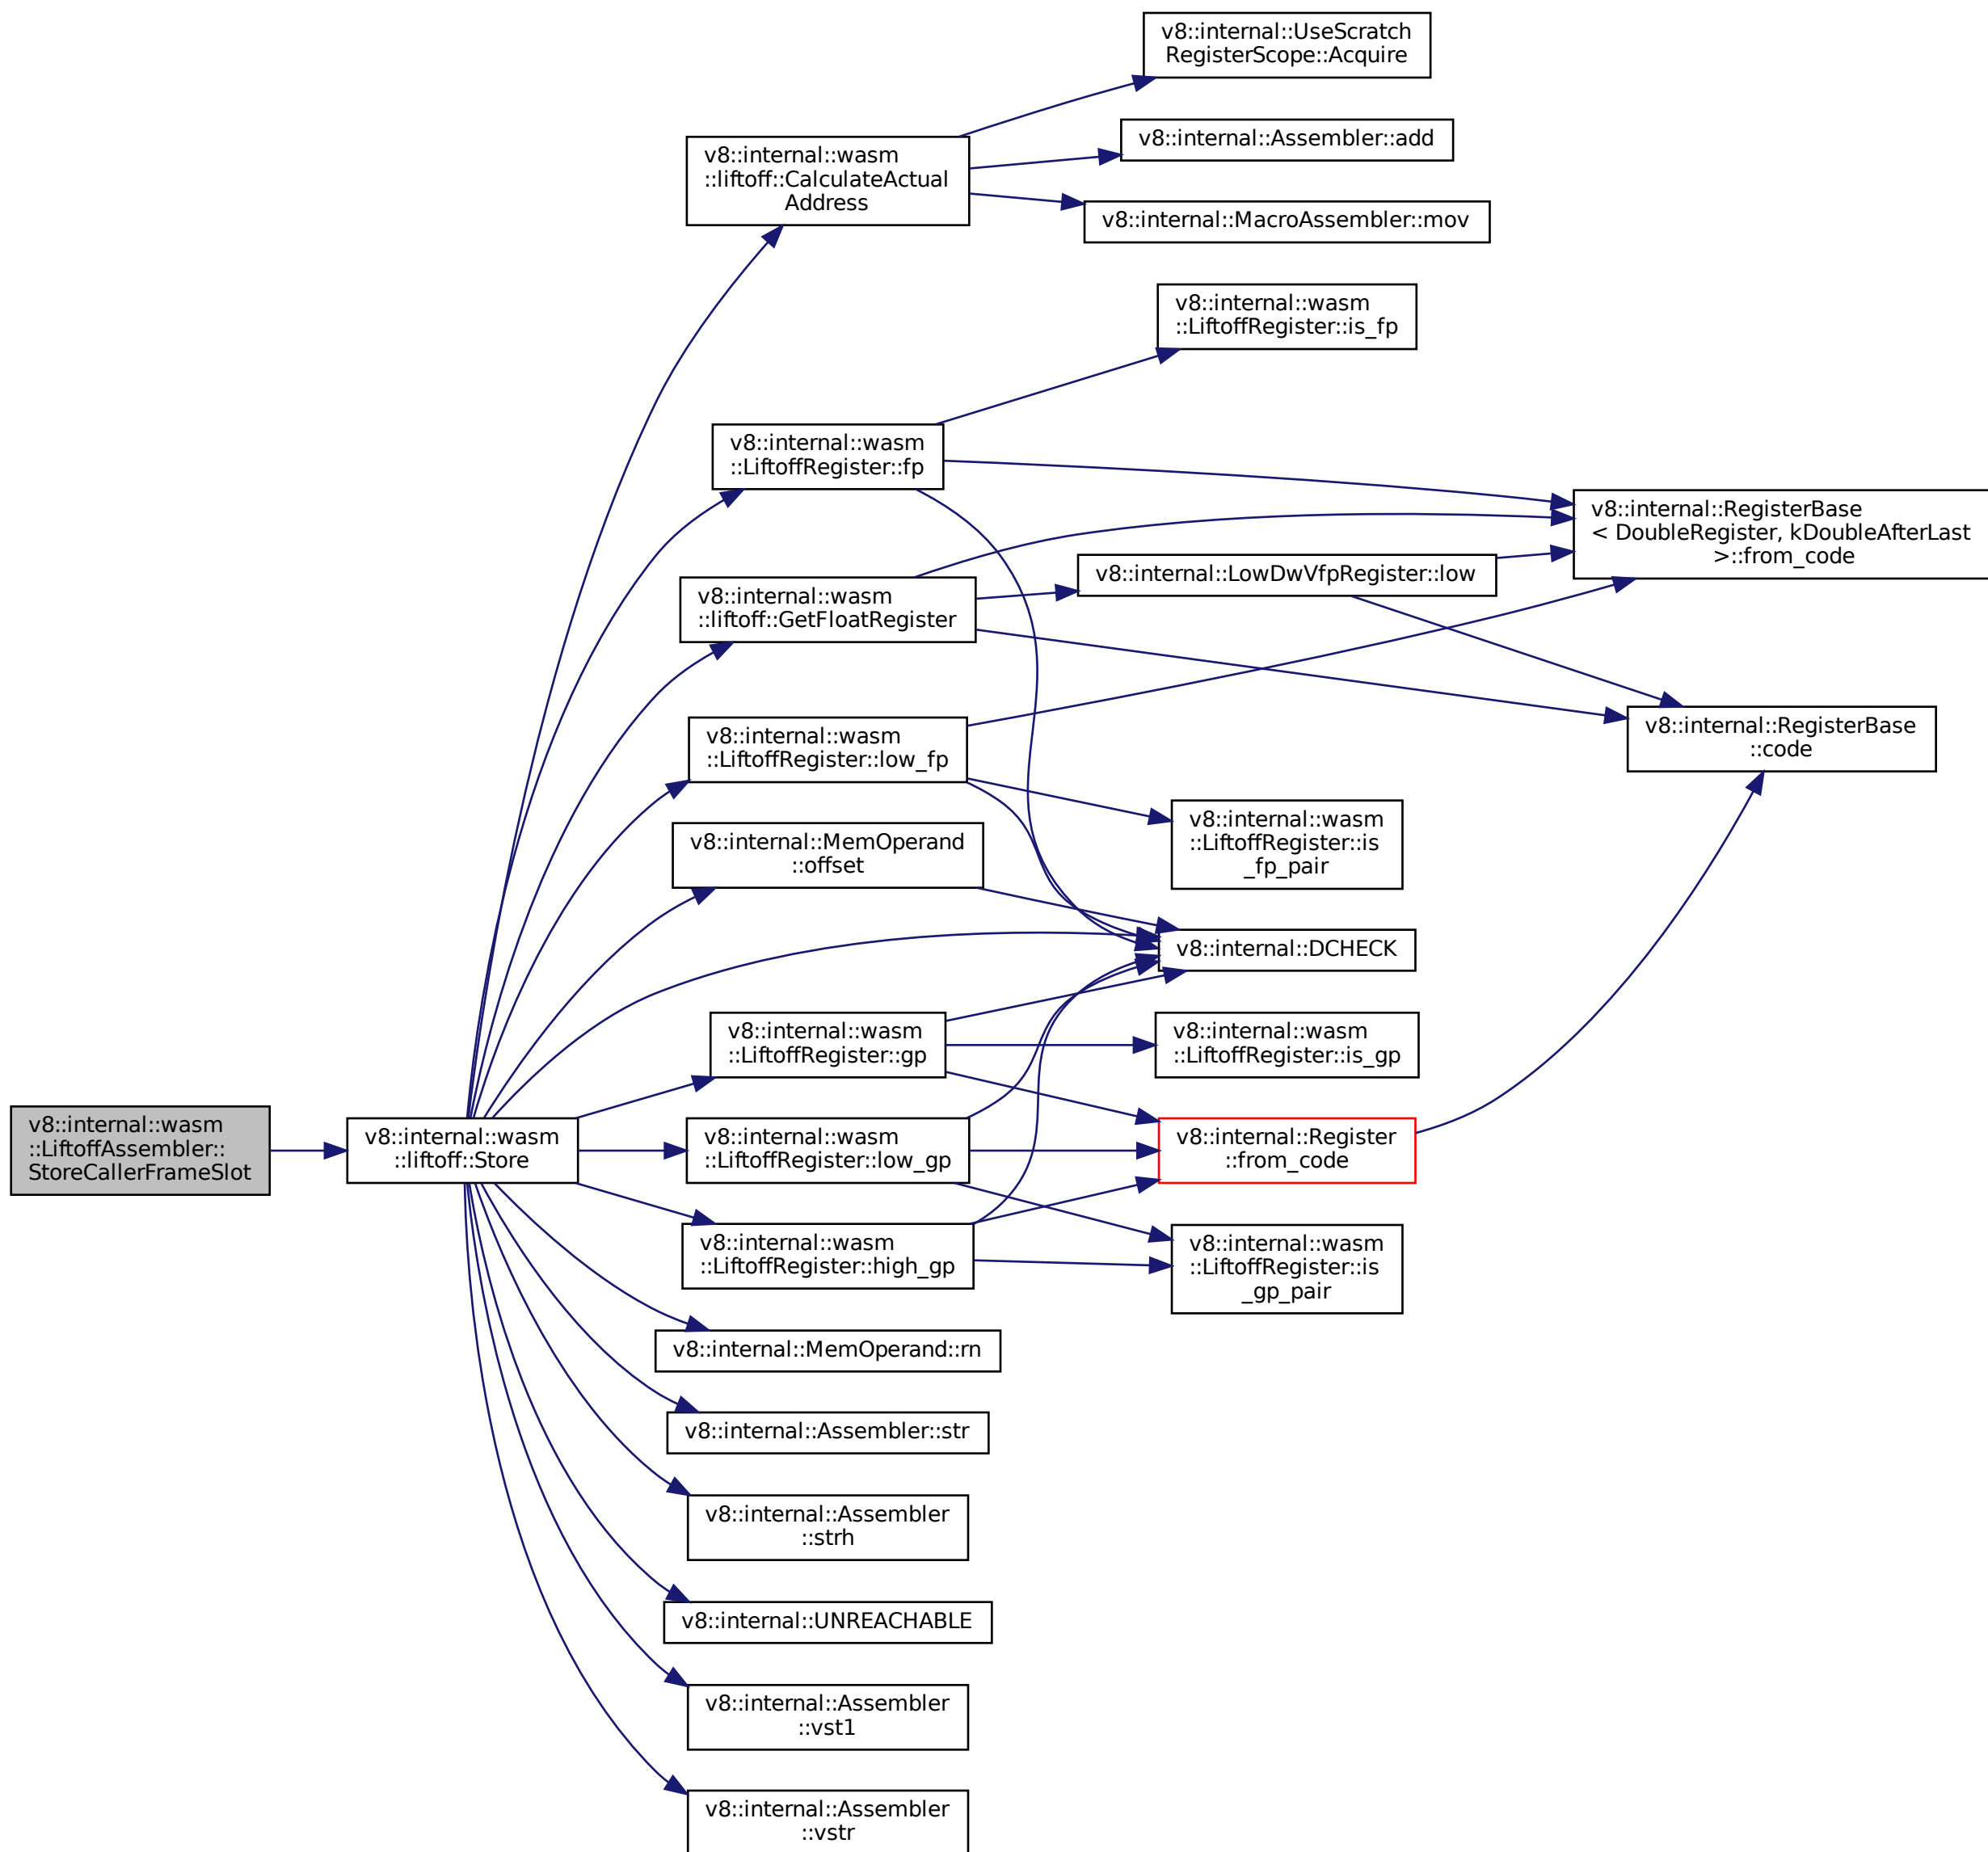 v8::internal::UseScratch
RegisterScope::Acquire
v8::internal::wasm
::liftoff::CalculateActual
Address
v8::internal::Assembler::add
v8::internal::MacroAssembler::mov
v8::internal::wasm
::LiftoffRegister::is_fp
v8::internal::wasm
::LiftoffRegister::fp
v8::internal::RegisterBase
< DoubleRegister, kDoubleAfterLast
>::from_code
v8::internal::wasm
::liftoff::GetFloatRegister
v8::internal::LowDwVfpRegister::low
v8::internal::wasm
::LiftoffRegister::low_fp
v8::internal::RegisterBase
::code
v8::internal::wasm
::LiftoffRegister::is
_fp_pair
v8::internal::MemOperand
::offset
v8::internal::DCHECK
v8::internal::wasm
::LiftoffRegister::gp
v8::internal::wasm
::LiftoffRegister::is_gp
v8::internal::wasm
::LiftoffAssembler::
StoreCallerFrameSlot
v8::internal::wasm
::liftoff::Store
v8::internal::wasm
::LiftoffRegister::low_gp
v8::internal::Register
::from_code
v8::internal::wasm
::LiftoffRegister::high_gp
v8::internal::wasm
::LiftoffRegister::is
_gp_pair
v8::internal::MemOperand::rn
v8::internal::Assembler::str
v8::internal::Assembler
::strh
v8::internal::UNREACHABLE
v8::internal::Assembler
::vst1
v8::internal::Assembler
::vstr